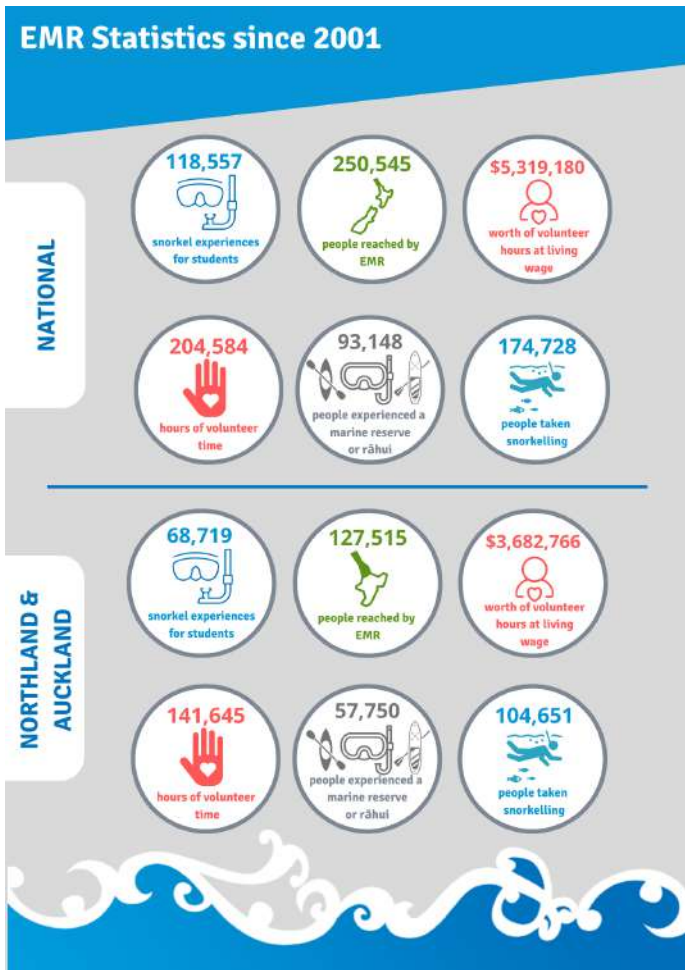 EMR Statistics since 2001
NATIONAL
118,557
snorkel experiences
for students
250,545
people reached by
EMR
$5,319,180
worth of volunteer
hours at living
wage
204,584
hours of volunteer
time
93,148
people experienced a
marine reserve
or rāhui
174,728
people taken
snorkelling
NORTHLAND &
AUCKLAND
68,719
snorkel experiences
for students
127,515
people reached by
EMR
$3,682,766
worth of volunteer
hours at living
wage
141,645
hours of volunteer
time
57,750
people experienced a
marine reserve
or rāhui
104,651
people taken
snorkelling